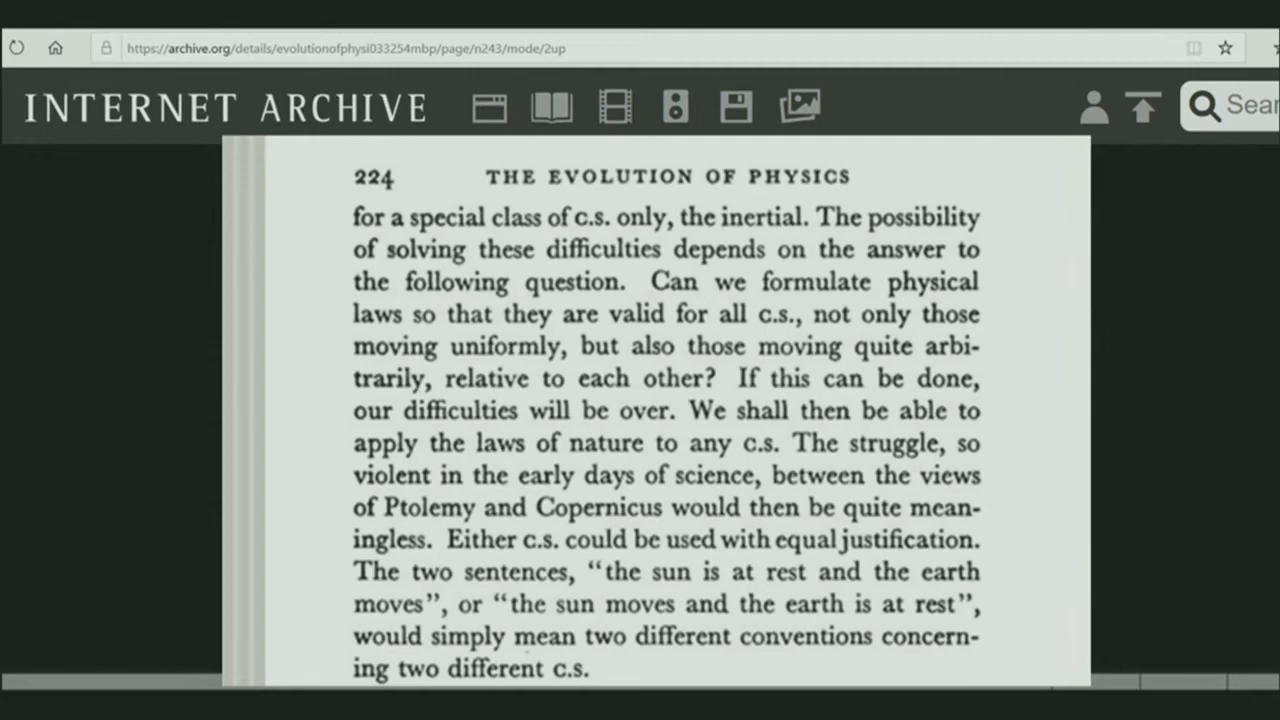 https://archive.org/details/evolutionofphysi033254mbp/page/n243/mode/2up
INTERNET ARCHIVE
224 THE EVOLUTION OF PHYSICS
for a special class of c.s. only, the inertial. The possibility
of solving these difficulties depends on the answer to
the following question. Can we formulate physical
laws so that they are valid for all c.s., not only those
moving uniformly, but also those moving quite arbi-
trarily, relative to each other? If this can be done,
our difficulties will be over. We shall then be able to
apply the laws of nature to any c.s. The struggle, so
violent in the early days of science, between the views
of Ptolemy and Copernicus would then be quite mean-
ingless. Either c.s. could be used with equal justification.
The two sentences, “the sun is at rest and the earth
moves”, or “the sun moves and the earth is at rest”,
would simply mean two different conventions concern-
ing two different c.s.